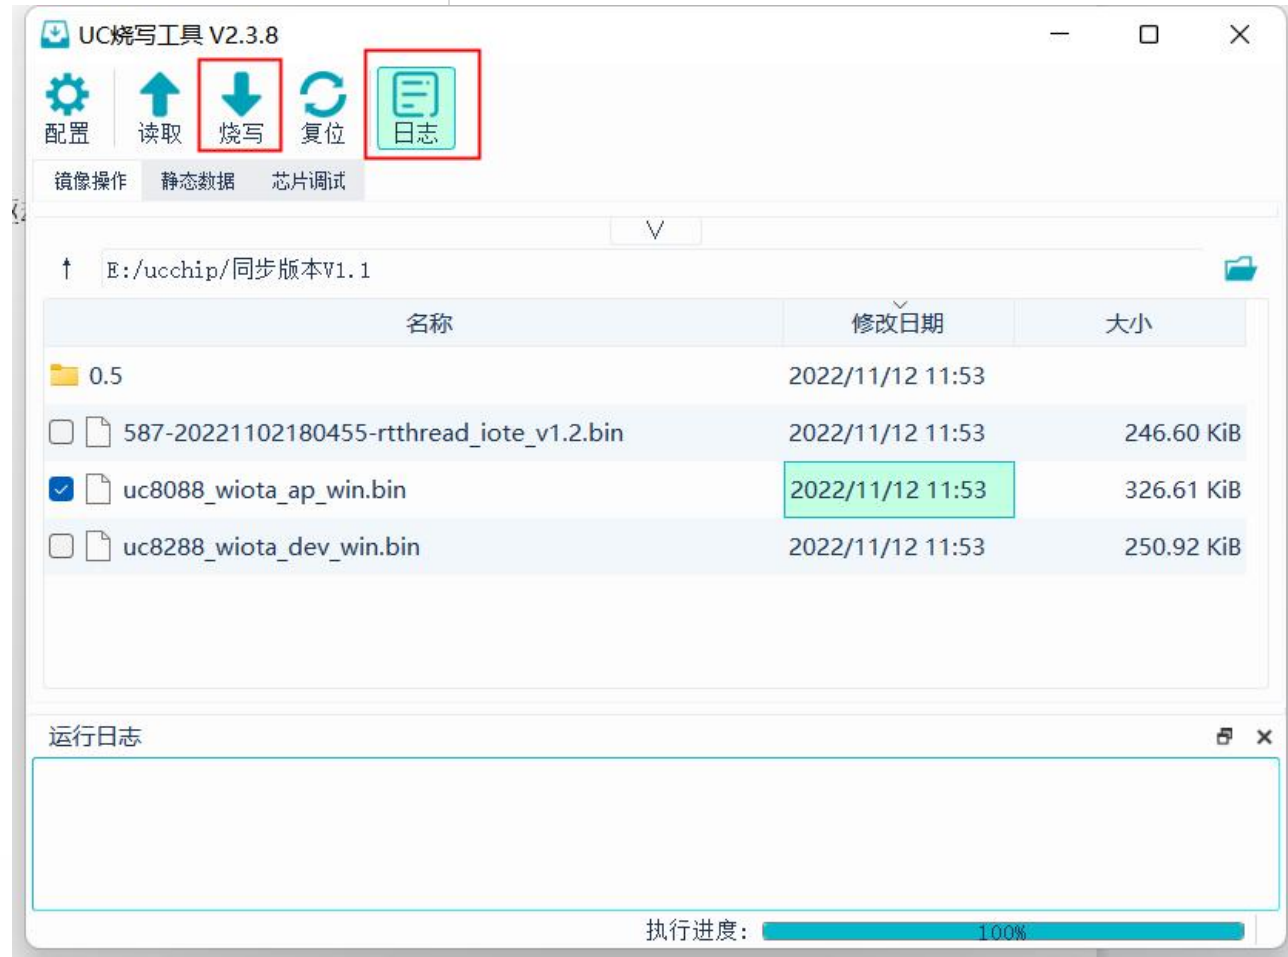 UC烧写工具 V2.3.8
配置 读取 烧写 复位 日志
镜像操作 静态数据 芯片调试
E:/ucchip/同步版本V1.1
名称 修改日期 大小
0.5 2022/11/12 11:53
587-20221102180455-rtthread_iote_v1.2.bin 2022/11/12 11:53 246.60 KiB
uc8088_wiota_ap_win.bin 2022/11/12 11:53 326.61 KiB
uc8288_wiota_dev_win.bin 2022/11/12 11:53 250.92 KiB
运行日志
执行进度: 100%